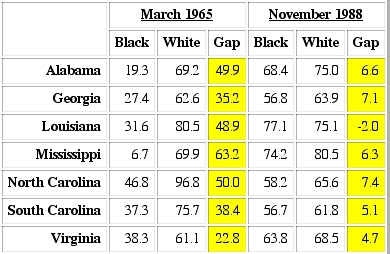 March 1965 November 1988
Black White Gap Black White Gap
Alabama 19.3 69.2 49.9 68.4 75.0 6.6
Georgia 27.4 62.6 35.2 56.8 63.9 7.1
Louisiana 31.6 80.5 48.9 77.1 75.1 -2.0
Mississippi 6.7 69.9 63.2 74.2 80.5 6.3
North Carolina 46.8 96.8 50.0 58.2 65.6 7.4
South Carolina 37.3 75.7 38.4 56.7 61.8 5.1
Virginia 38.3 61.1 22.8 63.8 68.5 4.7